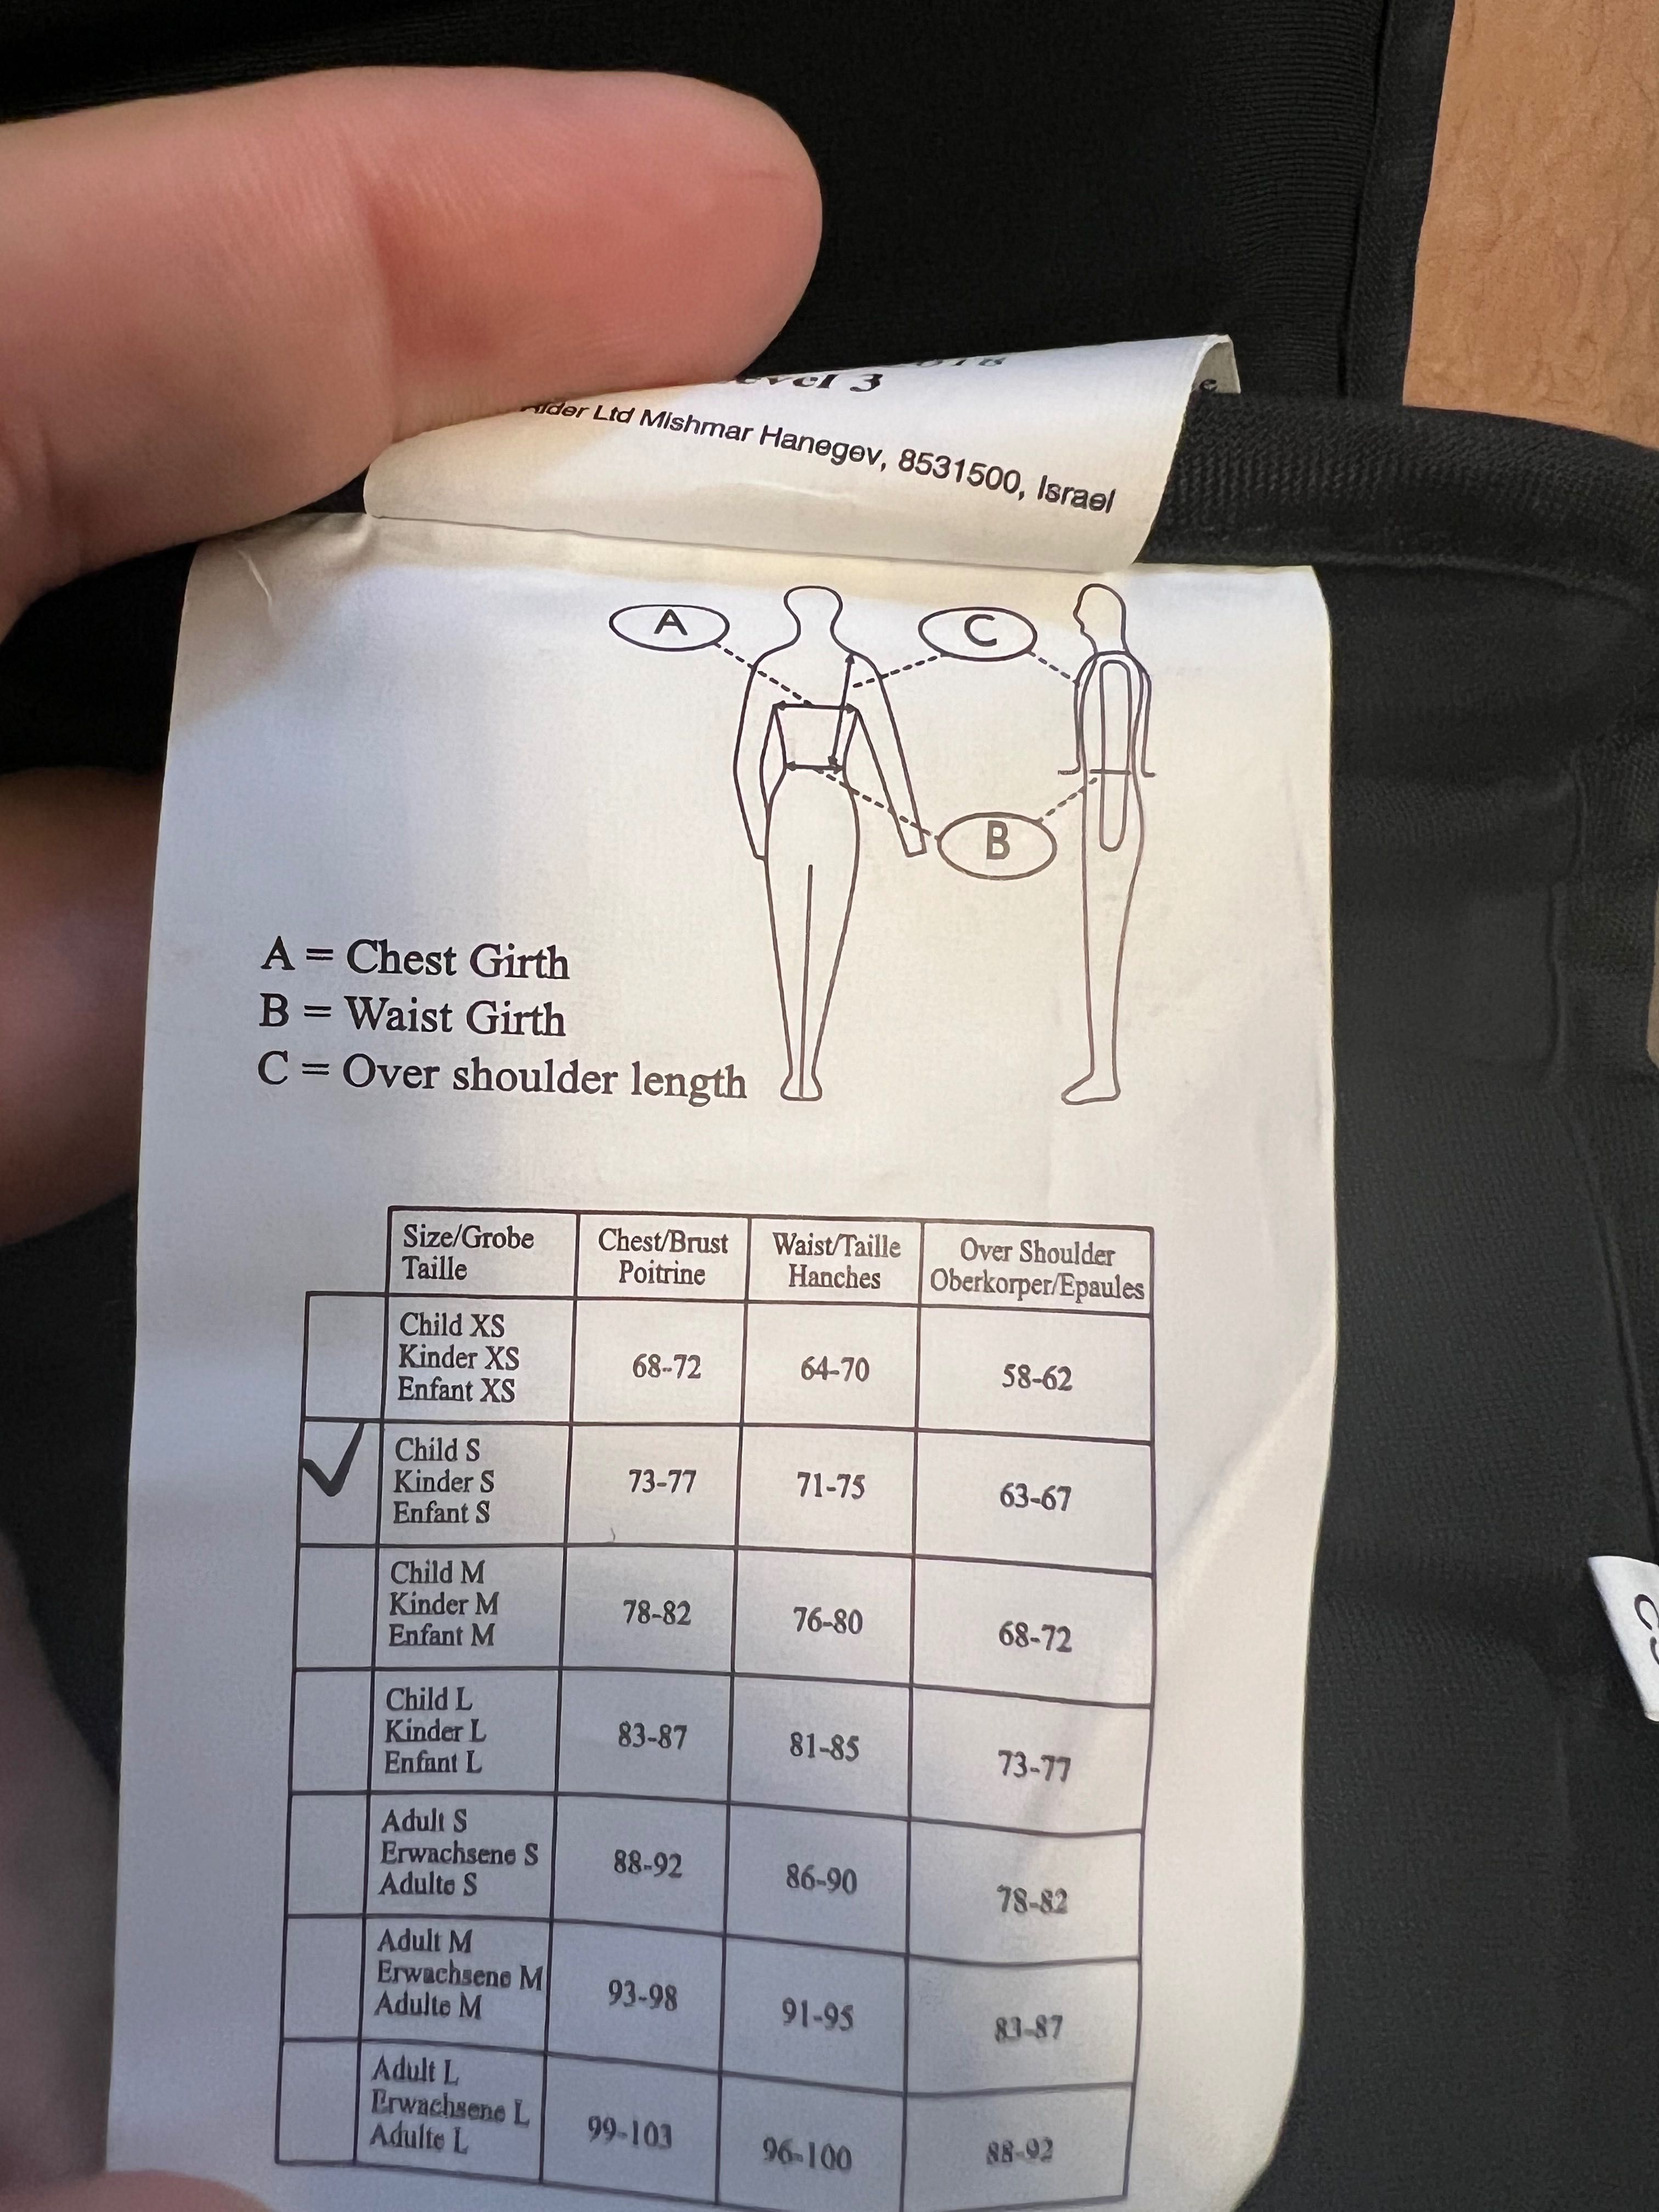 3
Ltd Mishmar Hanegev, 8531500, Israel
A
C
B
A = Chest Girth
B = Waist Girth
C = Over shoulder length
Size/Grobe Taille
Chest/Brust Poitrine
Waist/Taille Hanches
Over Shoulder Oberkorper/Epaules
Child XS
Kinder XS
Enfant XS
68-72
64-70
58-62
Child S
Kinder S
Enfant S
73-77
71-75
63-67
Child M
Kinder M
Enfant M
78-82
76-80
68-72
Child L
Kinder L
Enfant L
83-87
81-85
73-77
Adult S
Erwachsene S
Adulte S
88-92
86-90
78-82
Adult M
Erwachsene M
Adulte M
93-98
91-95
83-87
Adult L
Erwachsene L
Adulte L
99-103
96-100
88-92